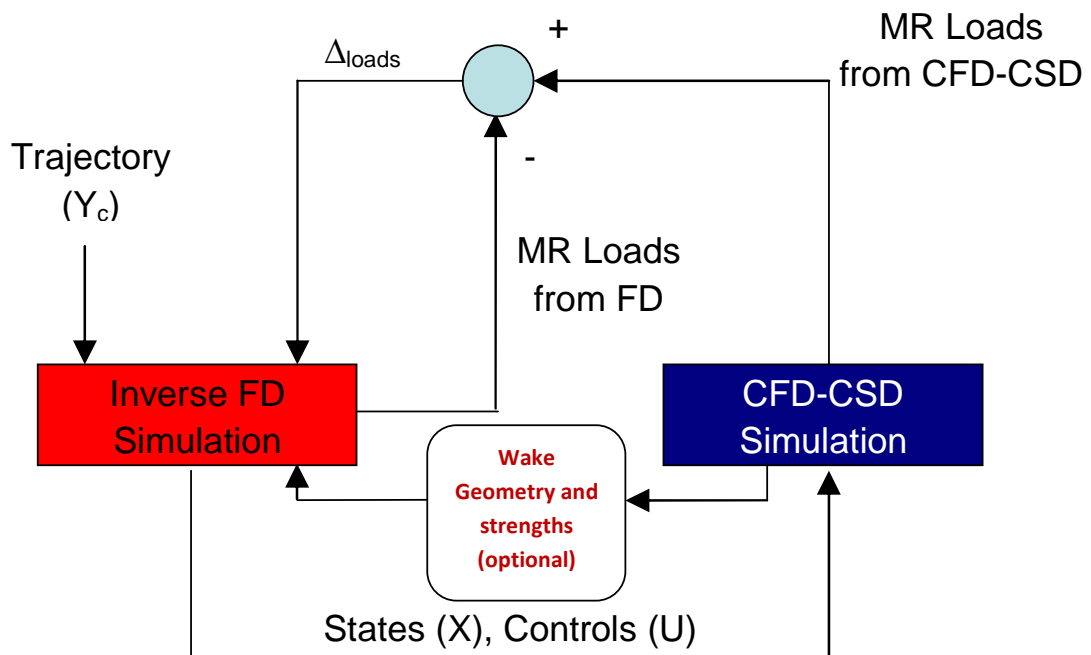 +
MR Loads
from CFD-CSD
Δloads
-
Trajectory
(Yc)
MR Loads
from FD
Inverse FD
Simulation
CFD-CSD
Simulation
Wake
Geometry and
strengths
(optional)
States (X), Controls (U)